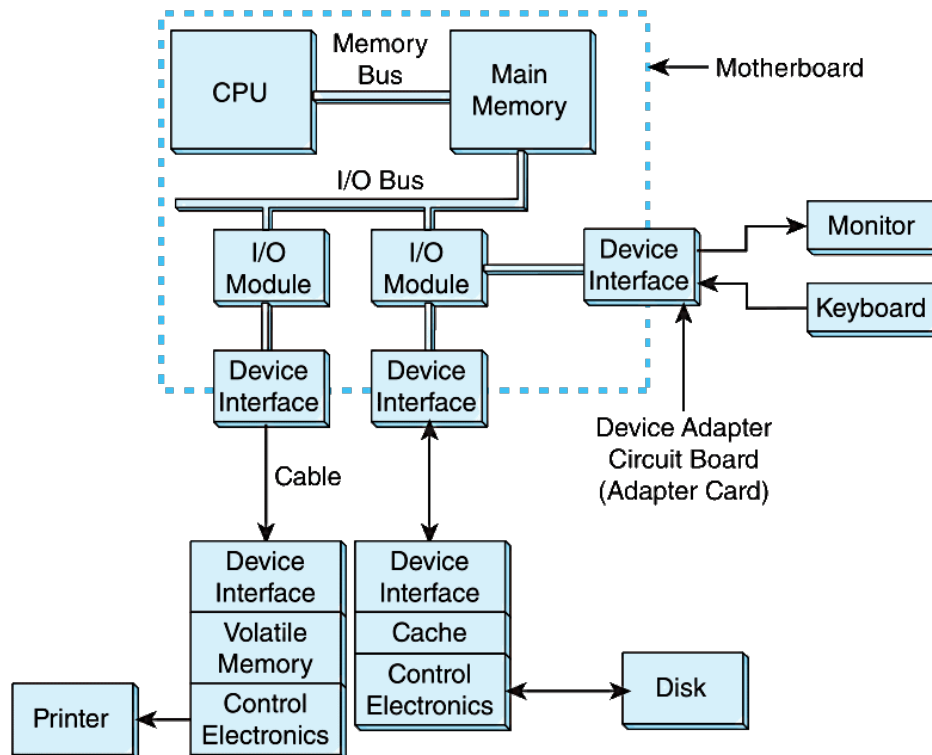 Memory
Bus
CPU
Main
Memory
Motherboard
I/O Bus
I/O
Module
I/O
Module
Device
Interface
Monitor
Keyboard
Device
Interface
Device
Interface
Device Adapter
Circuit Board
(Adapter Card)
Cable
Device
Interface
Volatile
Memory
Control
Electronics
Device
Interface
Cache
Control
Electronics
Printer
Disk